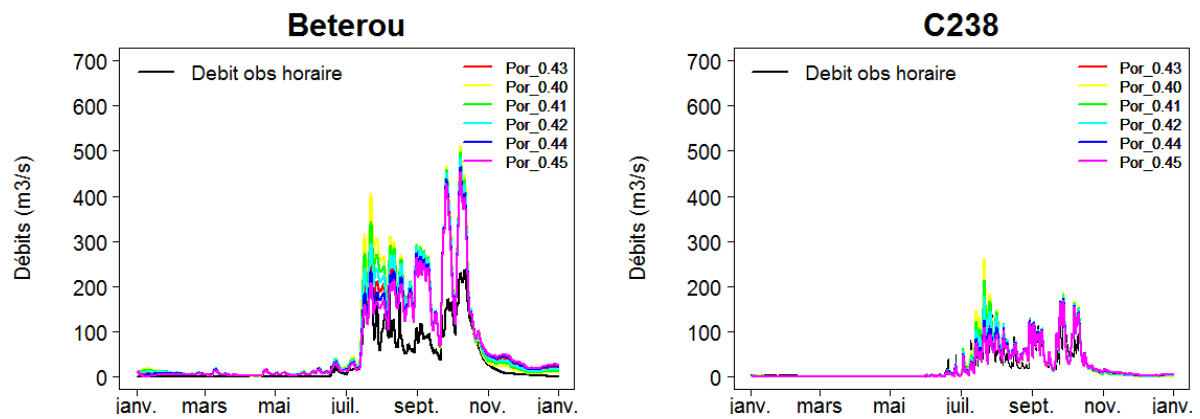 Beterou
Débits (m3/s)
700
600
500
400
300
200
100
0
Debit obs horaire
Por_0.43
Por_0.40
Por_0.41
Por_0.42
Por_0.44
Por_0.45
janv. mars mai juil. sept. nov. janv.
C238
Débits (m3/s)
700
600
500
400
300
200
100
0
Debit obs horaire
Por_0.43
Por_0.40
Por_0.41
Por_0.42
Por_0.44
Por_0.45
janv. mars mai juil. sept. nov. janv.